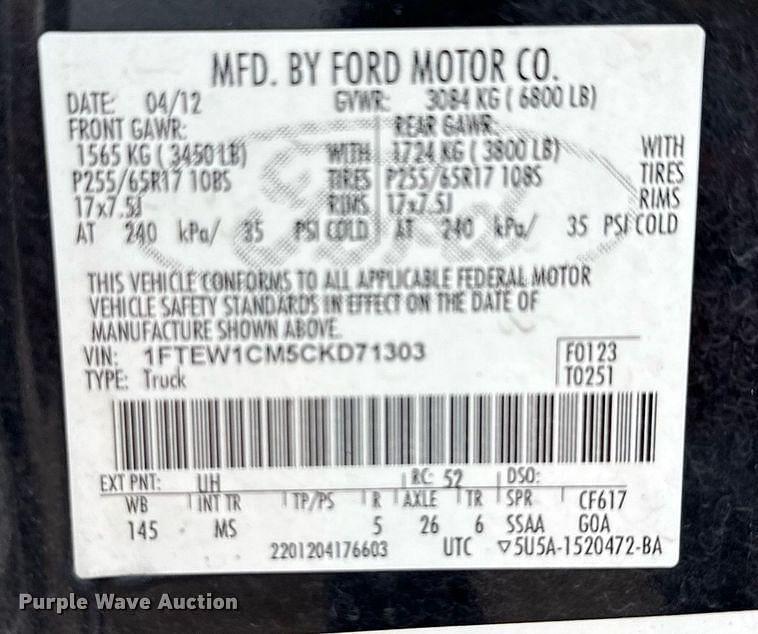 MFD. BY FORD MOTOR CO.
DATE: 04/12 GVWR: 3084 KG ( 6800 LB)
FRONT GAWR: REAR GAWR:
1565 KG ( 3450 LB) WITH 1724 KG ( 3800 LB) WITH
P255/65R17 108S TIRES P255/65R17 108S TIRES
17x7.5J RIMS 17x7.5J RIMS
AT 240 kPa/ 35 PSI COLD AT 240 kPa/ 35 PSI COLD
Ford
THIS VEHICLE CONFORMS TO ALL APPLICABLE FEDERAL MOTOR
VEHICLE SAFETY STANDARDS IN EFFECT ON THE DATE OF
MANUFACTURE SHOWN ABOVE.
VIN: 1FTEW1CM5CKD71303 F0123
TYPE: Truck T0251
EXT PNT: UH RC: 52 DSO:
WB INT TR TP/PS R AXLE TR SPR CF617
145 MS 5 26 6 SSAA GOA
2201204176603 UTC ▽5U5A-1520472-BA
Purple Wave Auction